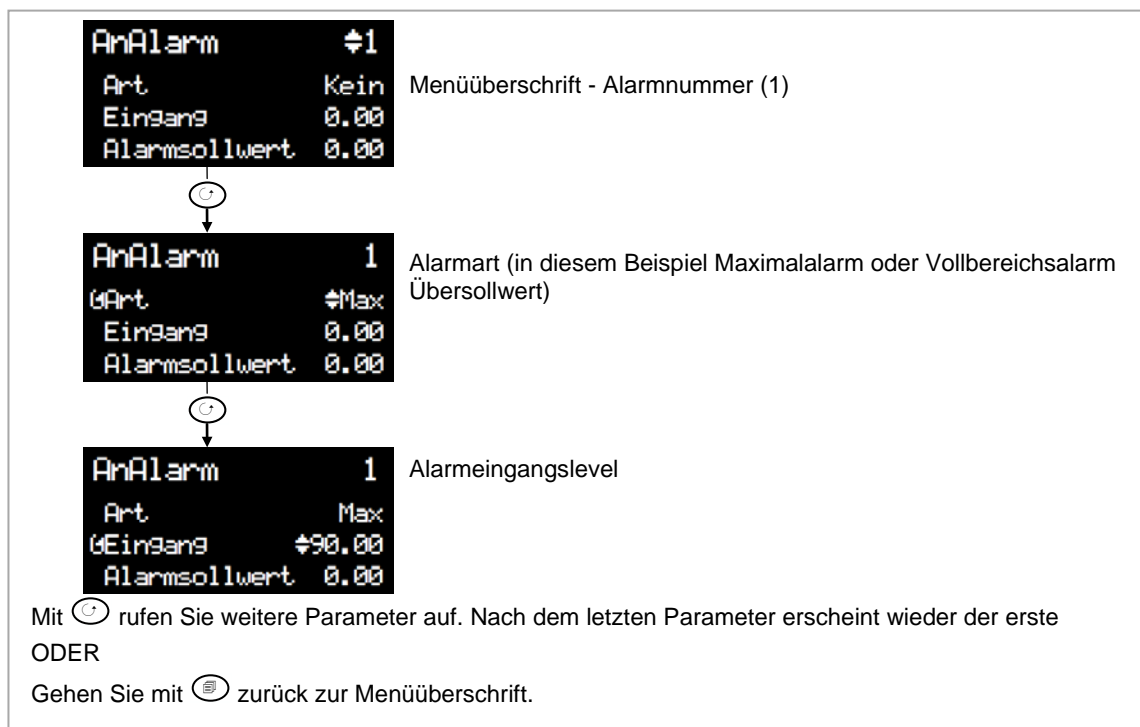 AnAlarm 1
Art Kein
Eingang 0.00
Alarmsollwert 0.00
Menüüberschrift - Alarmnummer (1)
AnAlarm 1
Art Max
Eingang 0.00
Alarmsollwert 0.00
Alarmart (in diesem Beispiel Maximalalarm oder Vollbereichsalarm
Übersollwert)
AnAlarm 1
Art Max
Eingang 90.00
Alarmsollwert 0.00
Alarmeingangslevel
Mit rufen Sie weitere Parameter auf. Nach dem letzten Parameter erscheint wieder der erste
ODER
Gehen Sie mit zurück zur Menüüberschrift.